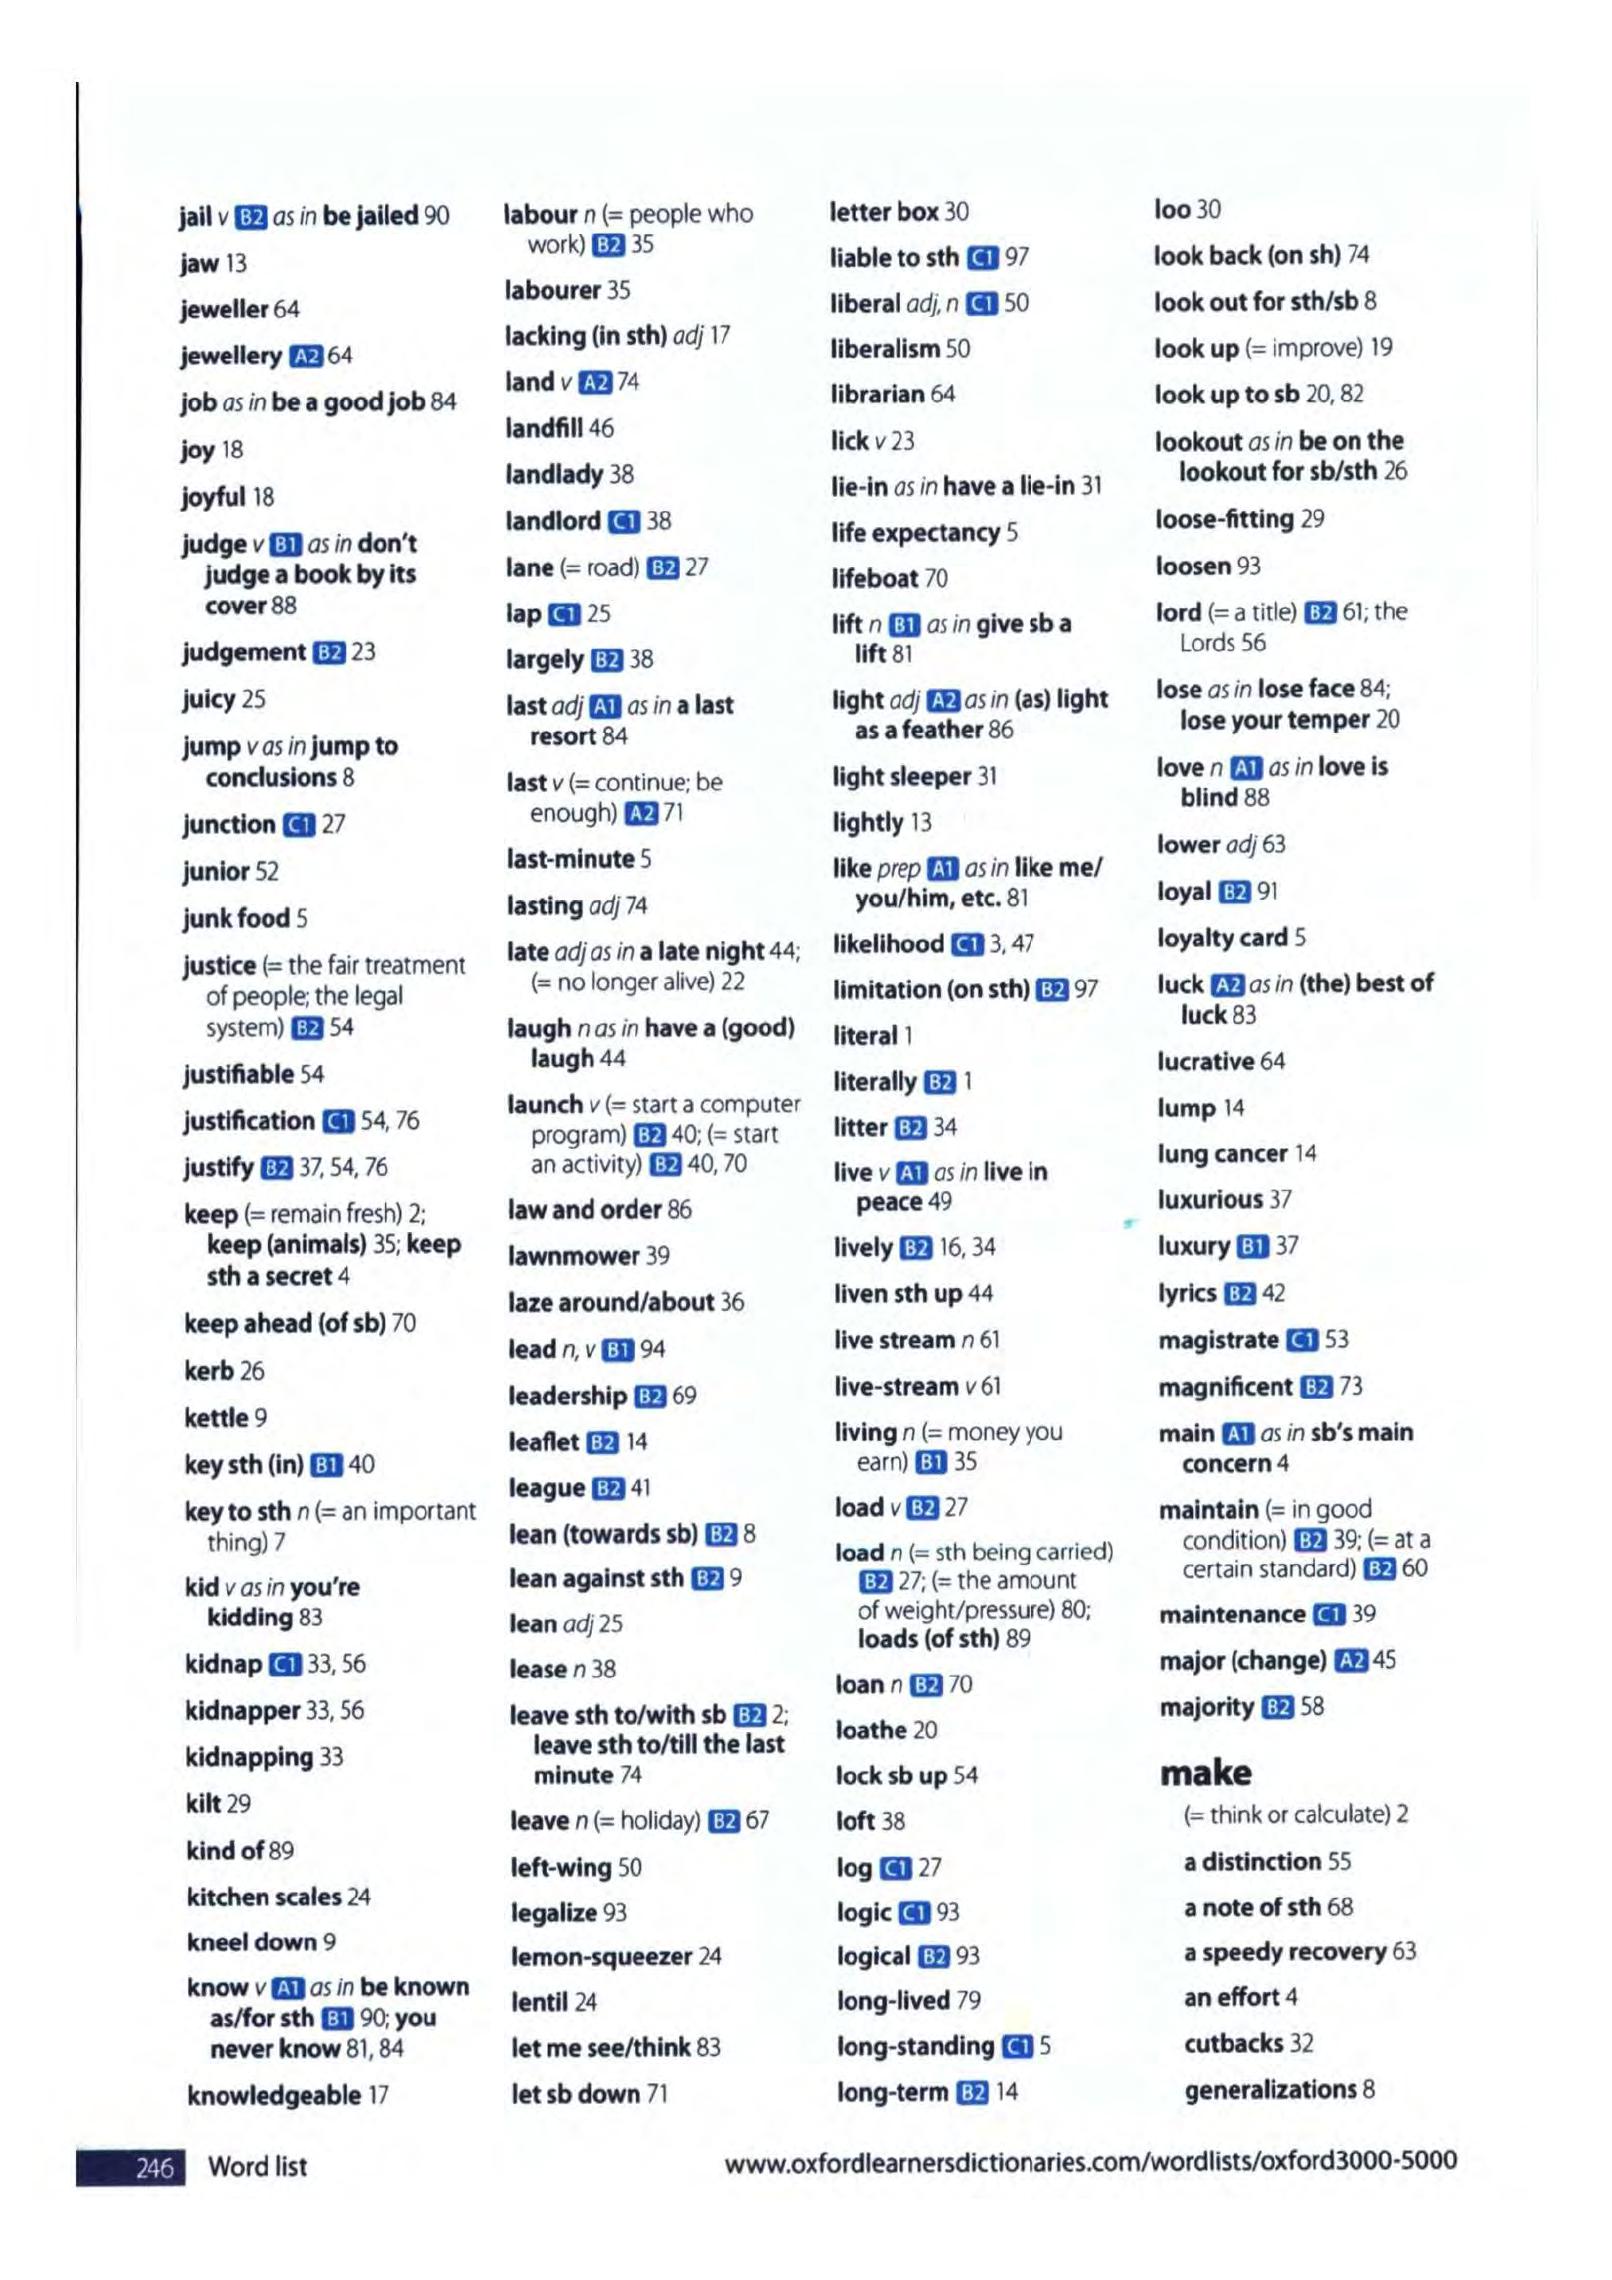 jail v B2 as in be jailed 90
jaw 13
jeweller 64
jewellery A2 64
job as in be a good job 84
joy 18
joyful 18
judge v B1 as in don't
judge a book by its
cover 88
judgement B2 23
juicy 25
jump v as in jump to
conclusions 8
junction C1 27
junior 52
junk food 5
justice (= the fair treatment
of people; the legal
system) B2 54
justifiable 54
justification C1 54, 76
justify B2 37, 54, 76
keep (= remain fresh) 2;
keep (animals) 35; keep
sth a secret 4
keep ahead (of sb) 70
kerb 26
kettle 9
key sth (in) B1 40
key to sth n (= an important
thing) 7
kid v as in you're
kidding 83
kidnap C1 33, 56
kidnapper 33, 56
kidnapping 33
kilt 29
kind of 89
kitchen scales 24
kneel down 9
know v A1 as in be known
as/for sth B1 90; you
never know 81, 84
knowledgeable 17
labour n (= people who
work) B2 35
labourer 35
lacking (in sth) adj 17
land v A2 74
landfill 46
landlady 38
landlord C1 38
lane (= road) B2 27
lap C1 25
largely B2 38
last adj A1 as in a last
resort 84
last v (= continue; be
enough) A2 71
last-minute 5
lasting adj 74
late adj as in a late night 44;
(= no longer alive) 22
laugh n as in have a (good)
laugh 44
launch v (= start a computer
program) B2 40; (= start
an activity) B2 40, 70
law and order 86
lawnmower 39
laze around/about 36
lead n, v B1 94
leadership B2 69
leaflet B2 14
league B2 41
lean (towards sb) B2 8
lean against sth B2 9
lean adj 25
lease n 38
leave sth to/with sb B2 2;
leave sth to/till the last
minute 74
leave n (= holiday) B2 67
left-wing 50
legalize 93
lemon-squeezer 24
lentil 24
let me see/think 83
let sb down 71
letter box 30
liable to sth C1 97
liberal adj, n C1 50
liberalism 50
librarian 64
lick v 23
lie-in as in have a lie-in 31
life expectancy 5
lifeboat 70
lift n B1 as in give sb a
lift 81
light adj A2 as in (as) light
as a feather 86
light sleeper 31
lightly 13
like prep A1 as in like me/
you/him, etc. 81
likelihood C1 3, 47
limitation (on sth) B2 97
literal 1
literally B2 1
litter B2 34
live v A1 as in live in
peace 49
lively B2 16, 34
liven sth up 44
live stream n 61
live-stream v 61
living n (= money you
earn) B1 35
load v B2 27
load n (= sth being carried)
B2 27; (= the amount
of weight/pressure) 80;
loads (of sth) 89
loan n B2 70
loathe 20
lock sb up 54
loft 38
log C1 27
logic C1 93
logical B2 93
long-lived 79
long-standing C1 5
long-term B2 14
loo 30
look back (on sh) 74
look out for sth/sb 8
look up (= improve) 19
look up to sb 20, 82
lookout as in be on the
lookout for sb/sth 26
loose-fitting 29
loosen 93
lord (= a title) B2 61; the
Lords 56
lose as in lose face 84;
lose your temper 20
love n A1 as in love is
blind 88
lower adj 63
loyal B2 91
loyalty card 5
luck A2 as in (the) best of
luck 83
lucrative 64
lump 14
lung cancer 14
luxurious 37
luxury B1 37
lyrics B2 42
magistrate C1 53
magnificent B2 73
main A1 as in sb's main
concern 4
maintain (= in good
condition) B2 39; (= at a
certain standard) B2 60
maintenance C1 39
major (change) A2 45
majority B2 58
make
(= think or calculate) 2
a distinction 55
a note of sth 68
a speedy recovery 63
an effort 4
cutbacks 32
generalizations 8
246 Word list
www.oxfordlearnersdictionaries.com/wordlists/oxford3000-5000